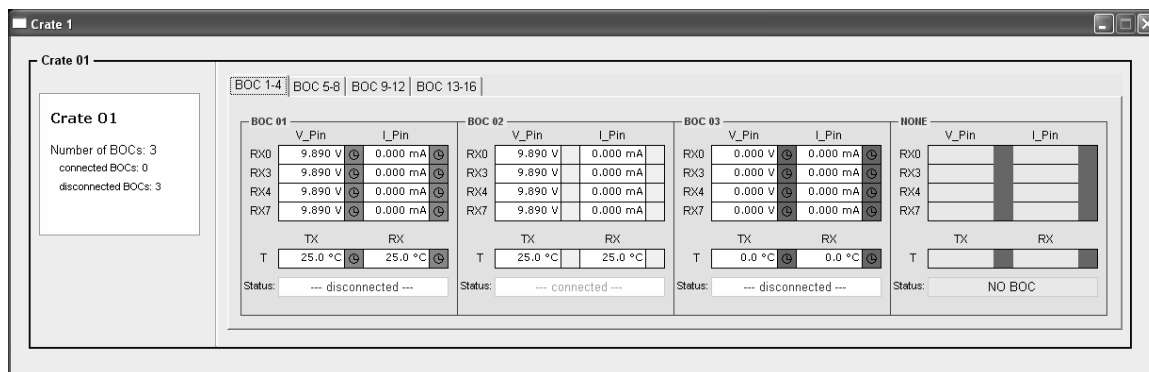 Crate 1
Crate 01
Crate 01
Number of BOCs: 3
connected BOCs: 0
disconnected BOCs: 3
BOC 1-4 BOC 5-8 BOC 9-12 BOC 13-16
BOC 01 BOC 02 BOC 03 NONE
V_Pin I_Pin V_Pin I_Pin V_Pin I_Pin V_Pin I_Pin
RX0 9.890 V 0.000 mA RX0 9.890 V 0.000 mA RX0 0.000 V 0.000 mA RX0
RX3 9.890 V 0.000 mA RX3 9.890 V 0.000 mA RX3 0.000 V 0.000 mA RX3
RX4 9.890 V 0.000 mA RX4 9.890 V 0.000 mA RX4 0.000 V 0.000 mA RX4
RX7 9.890 V 0.000 mA RX7 9.890 V 0.000 mA RX7 0.000 V 0.000 mA RX7
TX RX TX RX TX RX TX RX
T 25.0 °C 25.0 °C T 25.0 °C 25.0 °C T 0.0 °C 0.0 °C T
Status: --- disconnected --- Status: --- connected --- Status: --- disconnected --- Status: NO BOC